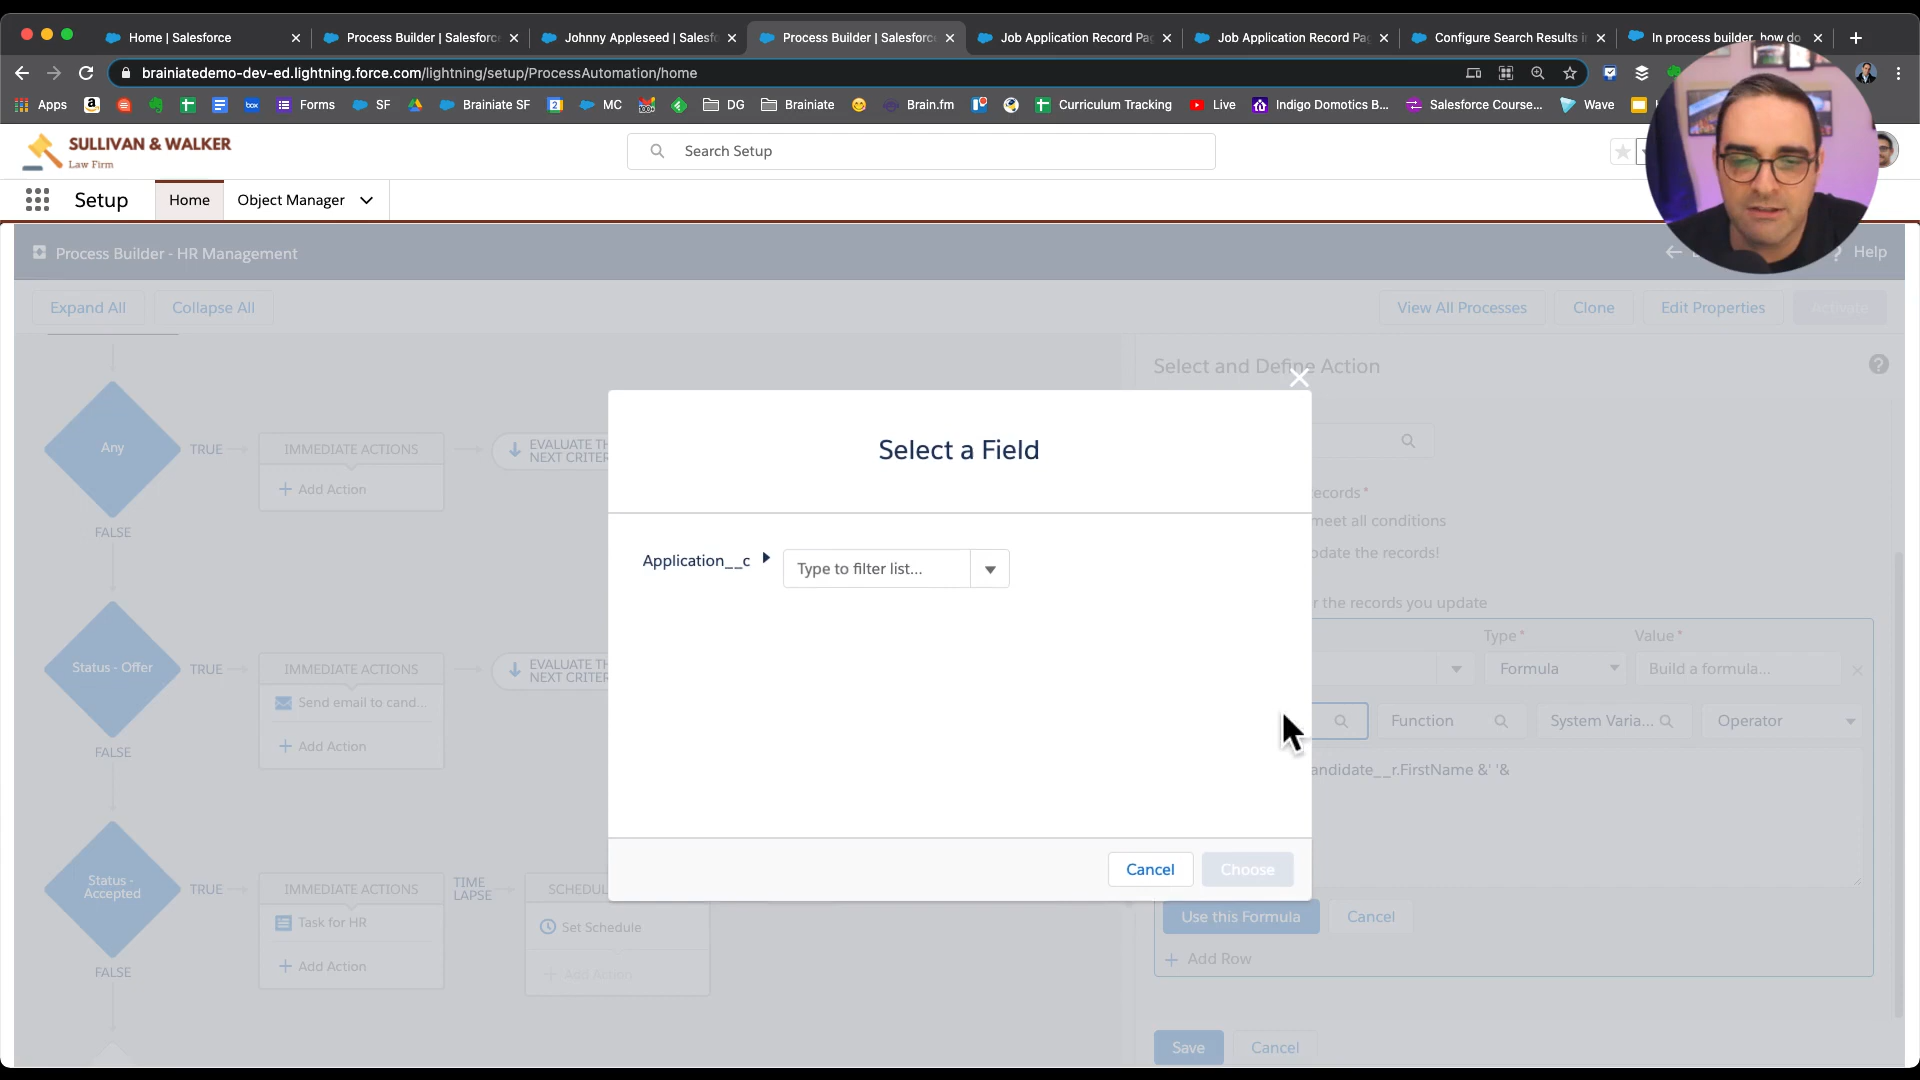 Home | Salesforce
Process Builder | Salesforc
Johnny Appleseed | Salesfo
Process Builder | Salesforc
Job Application Record Pa
Job Application Record Pa
Configure Search Results i
In process builder, how do
brainiatedemo-dev-ed.lightning.force.com/lightning/setup/ProcessAutomation/home
Apps
Forms
SF
Brainiate SF
MC
DG
Brainiate
Brain.fm
Curriculum Tracking
Live
Indigo Domotics B...
Salesforce Course...
Wave
SULLIVAN & WALKER
Law Firm
Search Setup
Setup
Home
Object Manager
Process Builder - HR Management
Help
Expand All
Collapse All
View All Processes
Clone
Edit Properties
Activate
Select and Define Action
Any
TRUE
IMMEDIATE ACTIONS
EVALUATE TH
NEXT CRITER
+ Add Action
FALSE
Select a Field
Application__c
Type to filter list...
Cancel
Choose
ecords*
meet all conditions
pdate the records!
r the records you update
Type*
Value*
Formula
Build a formula...
Function
System Varia...
Operator
andidate__r.FirstName &' '&
Status - Offer
TRUE
IMMEDIATE ACTIONS
EVALUATE TH
NEXT CRITER
Send email to cand...
+ Add Action
FALSE
Status -
Accepted
TRUE
IMMEDIATE ACTIONS
TIME
LAPSE
SCHEDU
Task for HR
Set Schedule
+ Add Action
+ Add Action
FALSE
Use this Formula
Cancel
+ Add Row
Save
Cancel